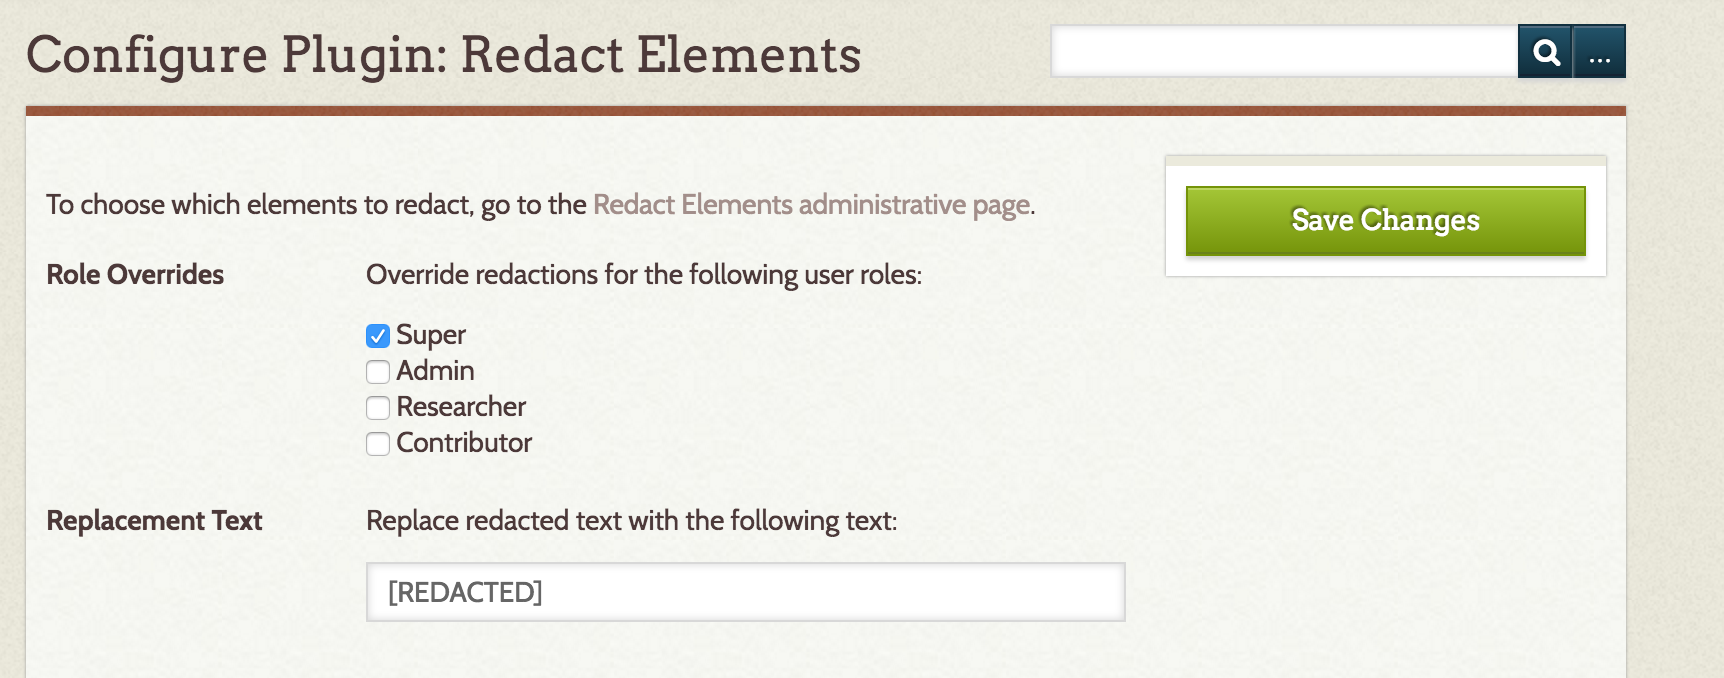 Configure Plugin: Redact Elements
...
To choose which elements to redact, go to the Redact Elements administrative page.
Save Changes
Role Overrides
Override redactions for the following user roles:
Super
Admin
Researcher
Contributor
Replacement Text
Replace redacted text with the following text:
[REDACTED]